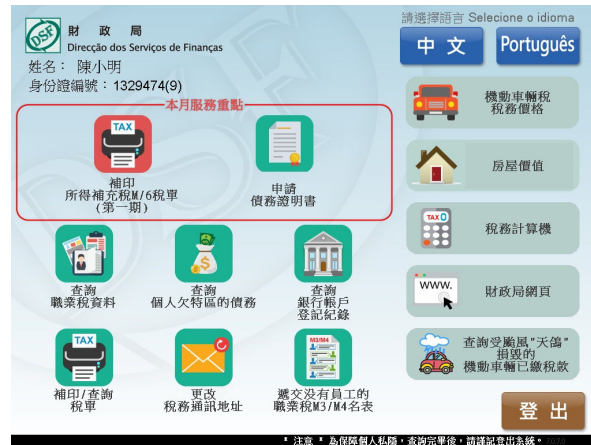 DSF
財 政 局
Direcção dos Serviços de Finanças
姓名： 陳小明
身份證編號：1329474(9)
請選擇語言 Selecione o idioma
中 文
Português
本月服務重點
TAX
補印
所得補充稅M/6稅單
(第一期)
申請
債務證明書
查詢
職業稅資料
$
查詢
個人欠特區的債務
查詢
銀行帳戶
登記紀錄
TAX
補印/查詢
稅單
更改
稅務通訊地址
M3/M4
遞交沒有員工的
職業稅M3/M4名表
機動車輛稅
稅務價格
房屋價值
TAX 0
稅務計算機
www.
財政局網頁
查詢受颱風"天鴿"
損毀的
機動車輛已繳稅款
登 出
* 注意 * 為保障個人私隱，查詢完畢後，請謹記登出系統。